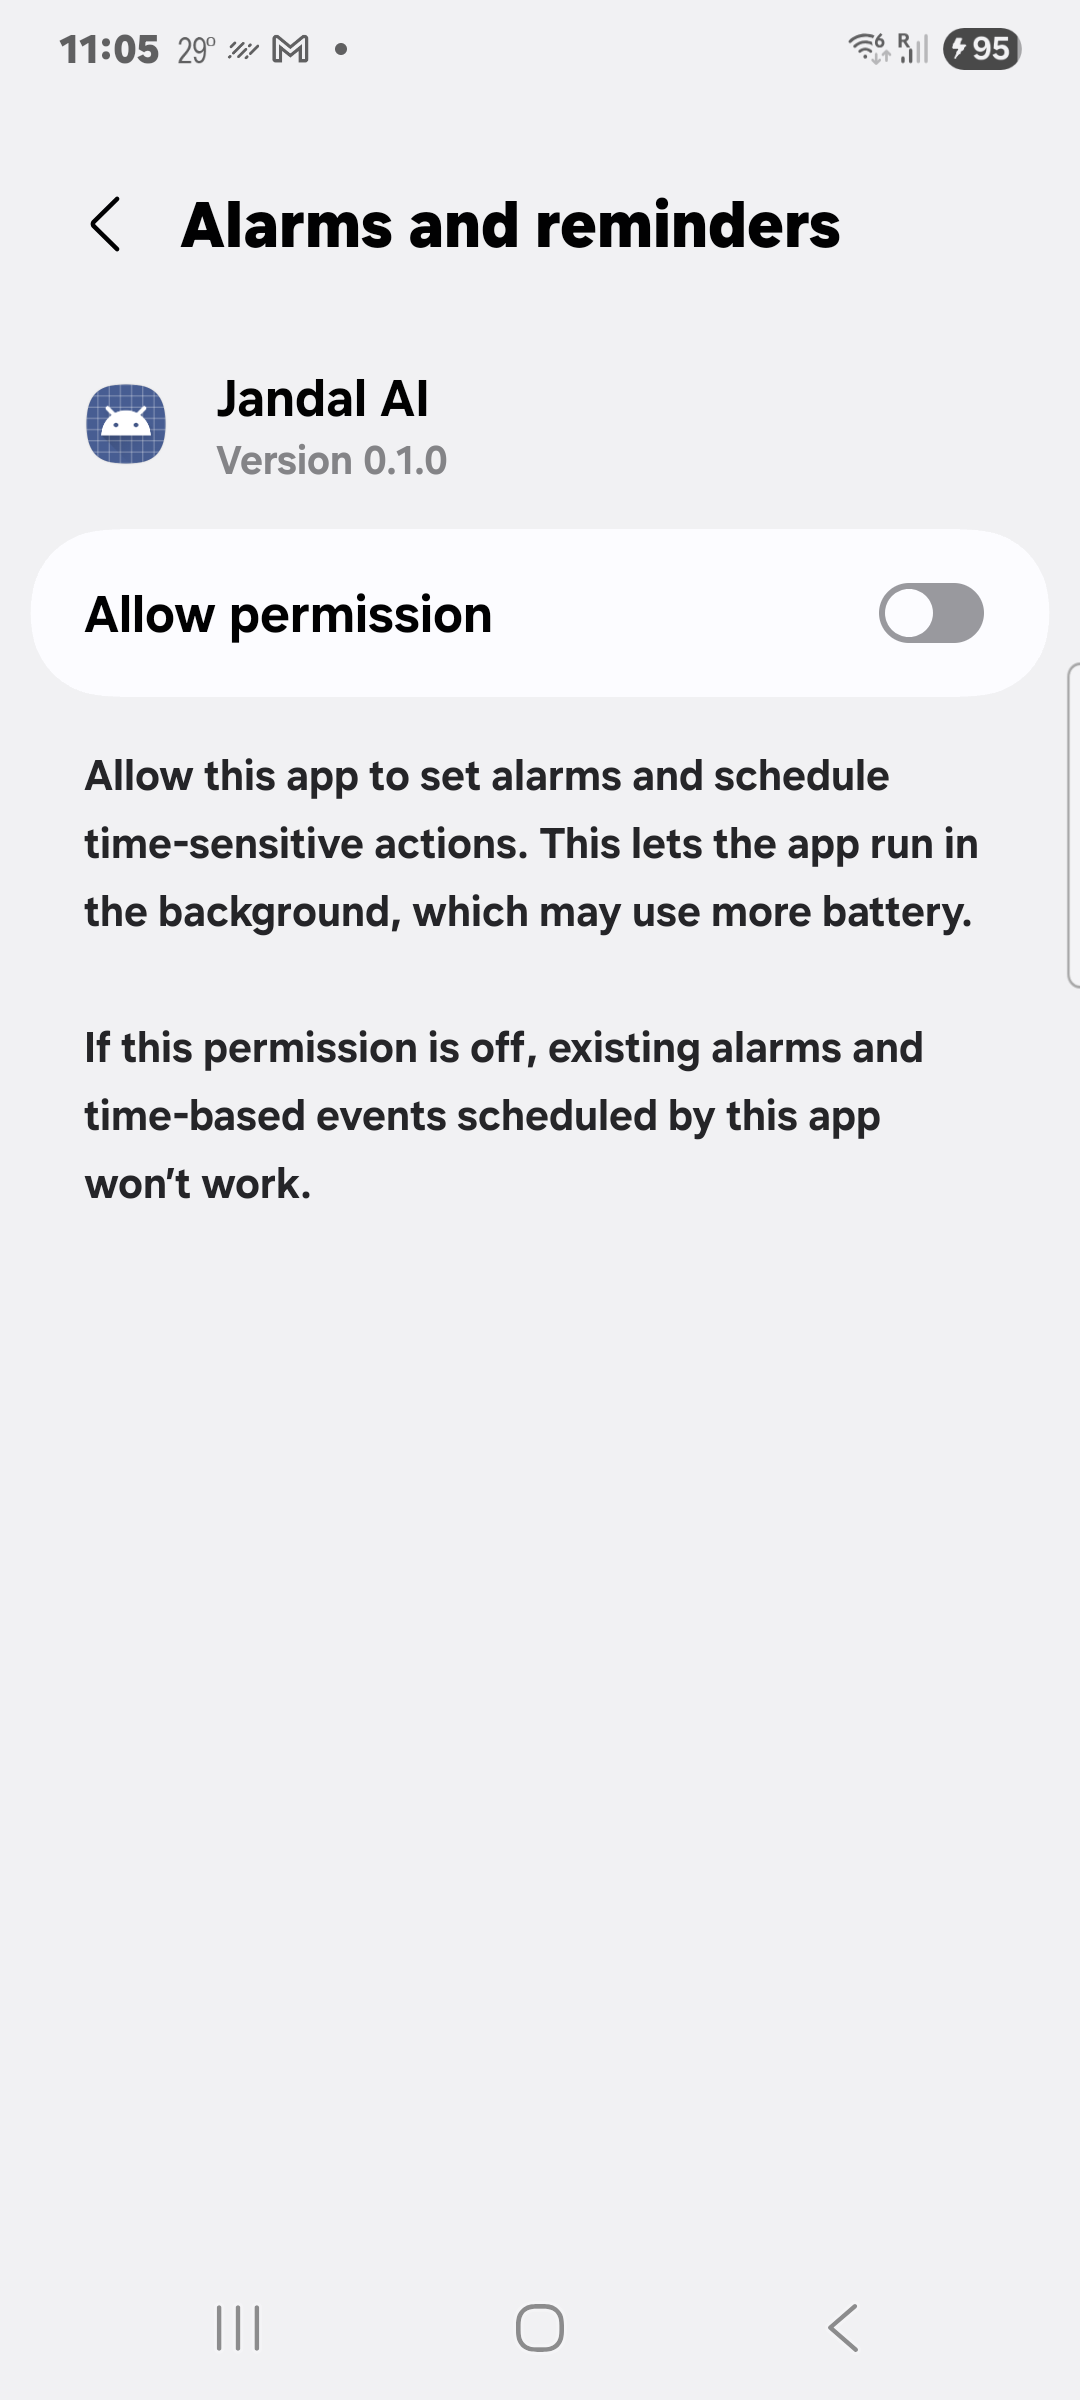 11:05 29° 6 R 95
Alarms and reminders
Jandal AI
Version 0.1.0
Allow permission
Allow this app to set alarms and schedule
time-sensitive actions. This lets the app run in
the background, which may use more battery.
If this permission is off, existing alarms and
time-based events scheduled by this app
won’t work.